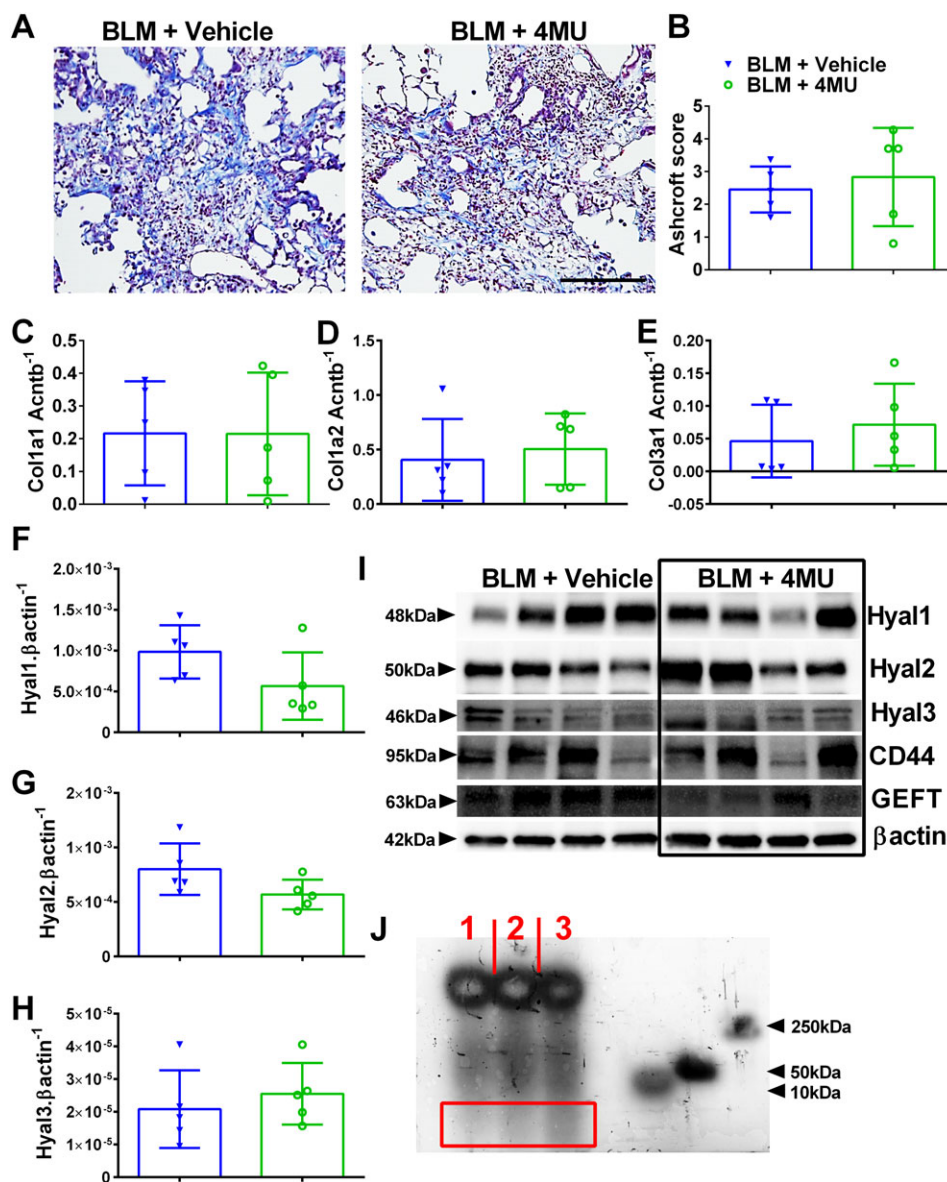 A
BLM + Vehicle
BLM + 4MU
B
BLM + Vehicle
BLM + 4MU
Ashcroft score
5
4
3
2
1
0
C
Col1a1 Acntb⁻¹
0.5
0.4
0.3
0.2
0.1
0.0
D
Col1a2 Acntb⁻¹
1.5
1.0
0.5
0.0
E
Col3a1 Acntb⁻¹
0.20
0.15
0.10
0.05
0.00
-0.05
F
Hyal1.βactin⁻¹
2.0×10⁻³
1.5×10⁻³
1.0×10⁻³
5.0×10⁻⁴
0
G
Hyal2.βactin⁻¹
2×10⁻³
1×10⁻³
1×10⁻³
5×10⁻⁴
0
H
Hyal3.βactin⁻¹
5×10⁻⁵
4×10⁻⁵
3×10⁻⁵
2×10⁻⁵
1×10⁻⁵
0
I
BLM + Vehicle
BLM + 4MU
48kDa
Hyal1
50kDa
Hyal2
46kDa
Hyal3
95kDa
CD44
63kDa
GEFT
42kDa
βactin
J
1
2
3
250kDa
50kDa
10kDa